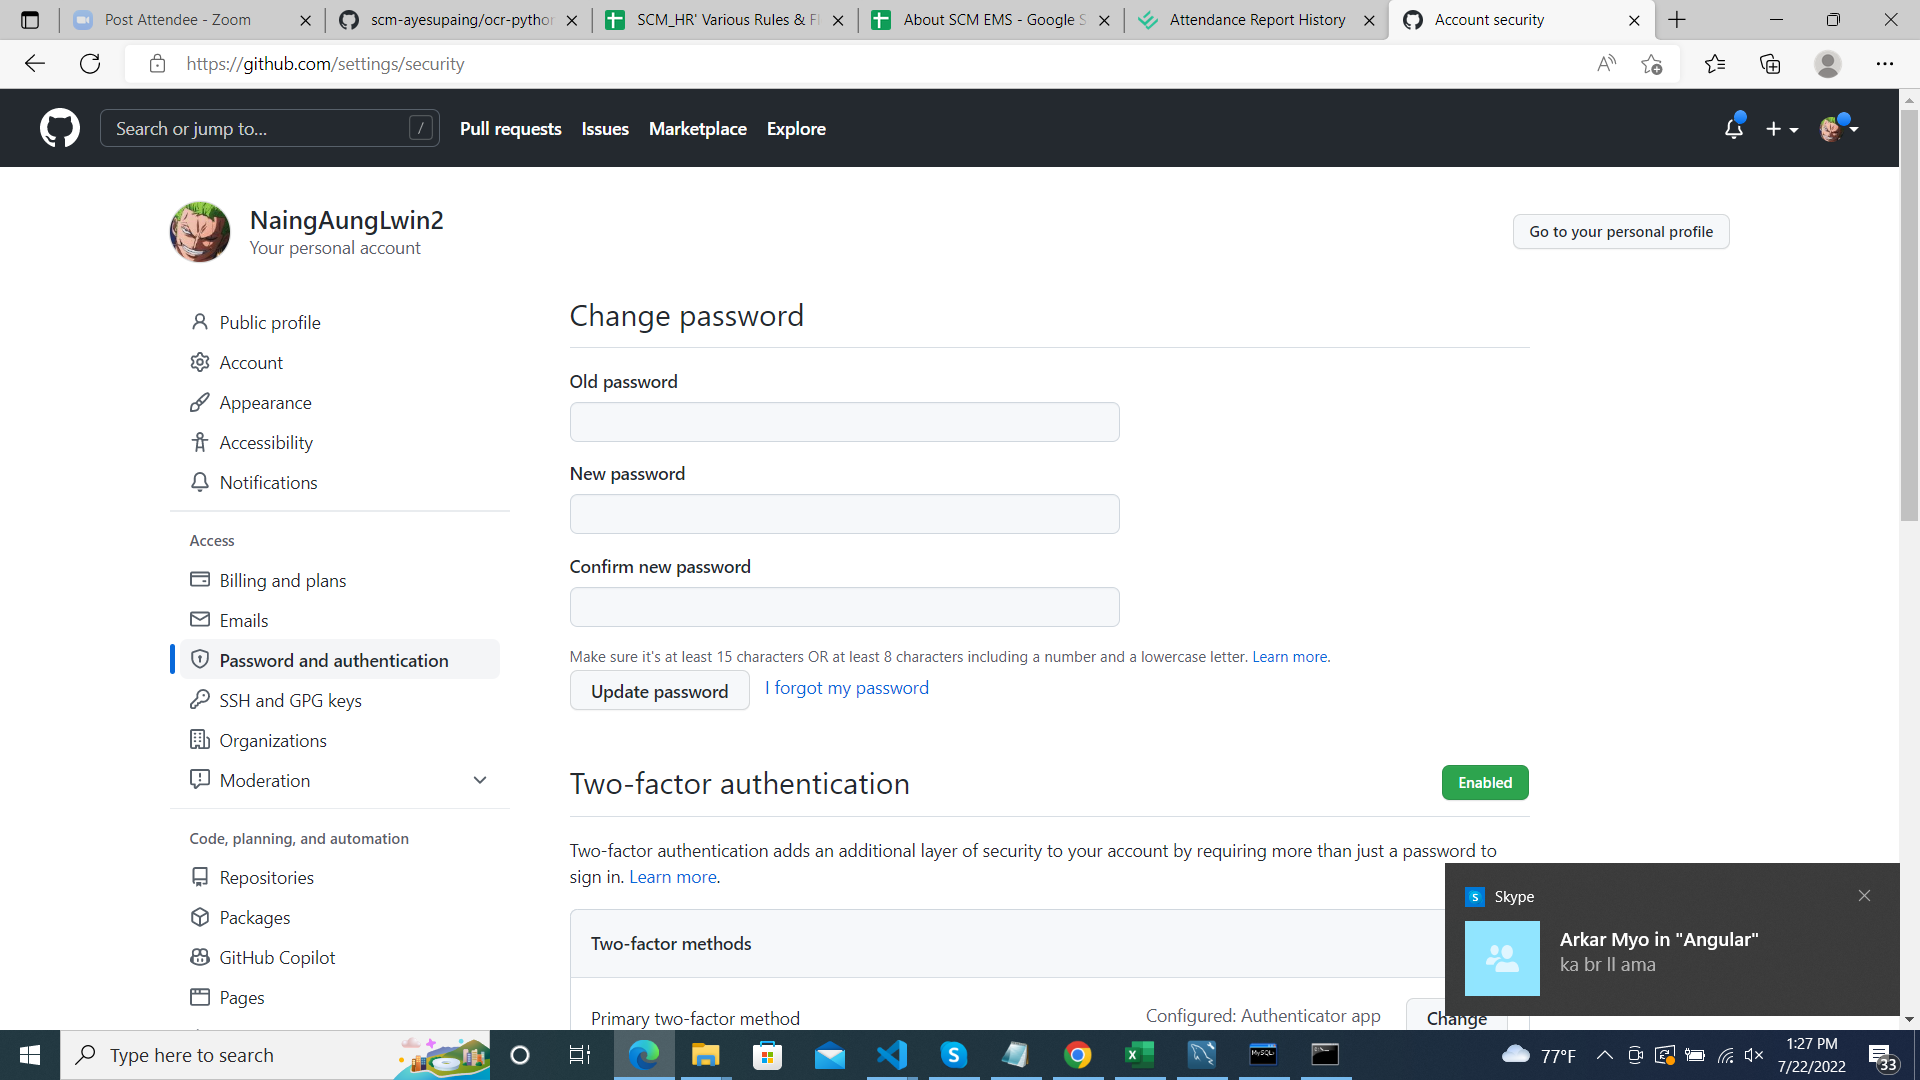 Post Attendee - Zoom
scm-ayesupaing/ocr-python
SCM_HR' Various Rules & Fl
About SCM EMS - Google S
Attendance Report History
Account security
https://github.com/settings/security
Search or jump to...
/
Pull requests
Issues
Marketplace
Explore
NaingAungLwin2
Your personal account
Go to your personal profile
Public profile
Account
Appearance
Accessibility
Notifications
Access
Billing and plans
Emails
Password and authentication
SSH and GPG keys
Organizations
Moderation
Code, planning, and automation
Repositories
Packages
GitHub Copilot
Pages
Change password
Old password
New password
Confirm new password
Make sure it's at least 15 characters OR at least 8 characters including a number and a lowercase letter. Learn more.
Update password
I forgot my password
Two-factor authentication
Enabled
Two-factor authentication adds an additional layer of security to your account by requiring more than just a password to
sign in. Learn more.
Two-factor methods
Primary two-factor method
Configured: Authenticator app
Change
Skype
Arkar Myo in "Angular"
ka br ll ama
Type here to search
MySQL
77°F
1:27 PM
7/22/2022
33